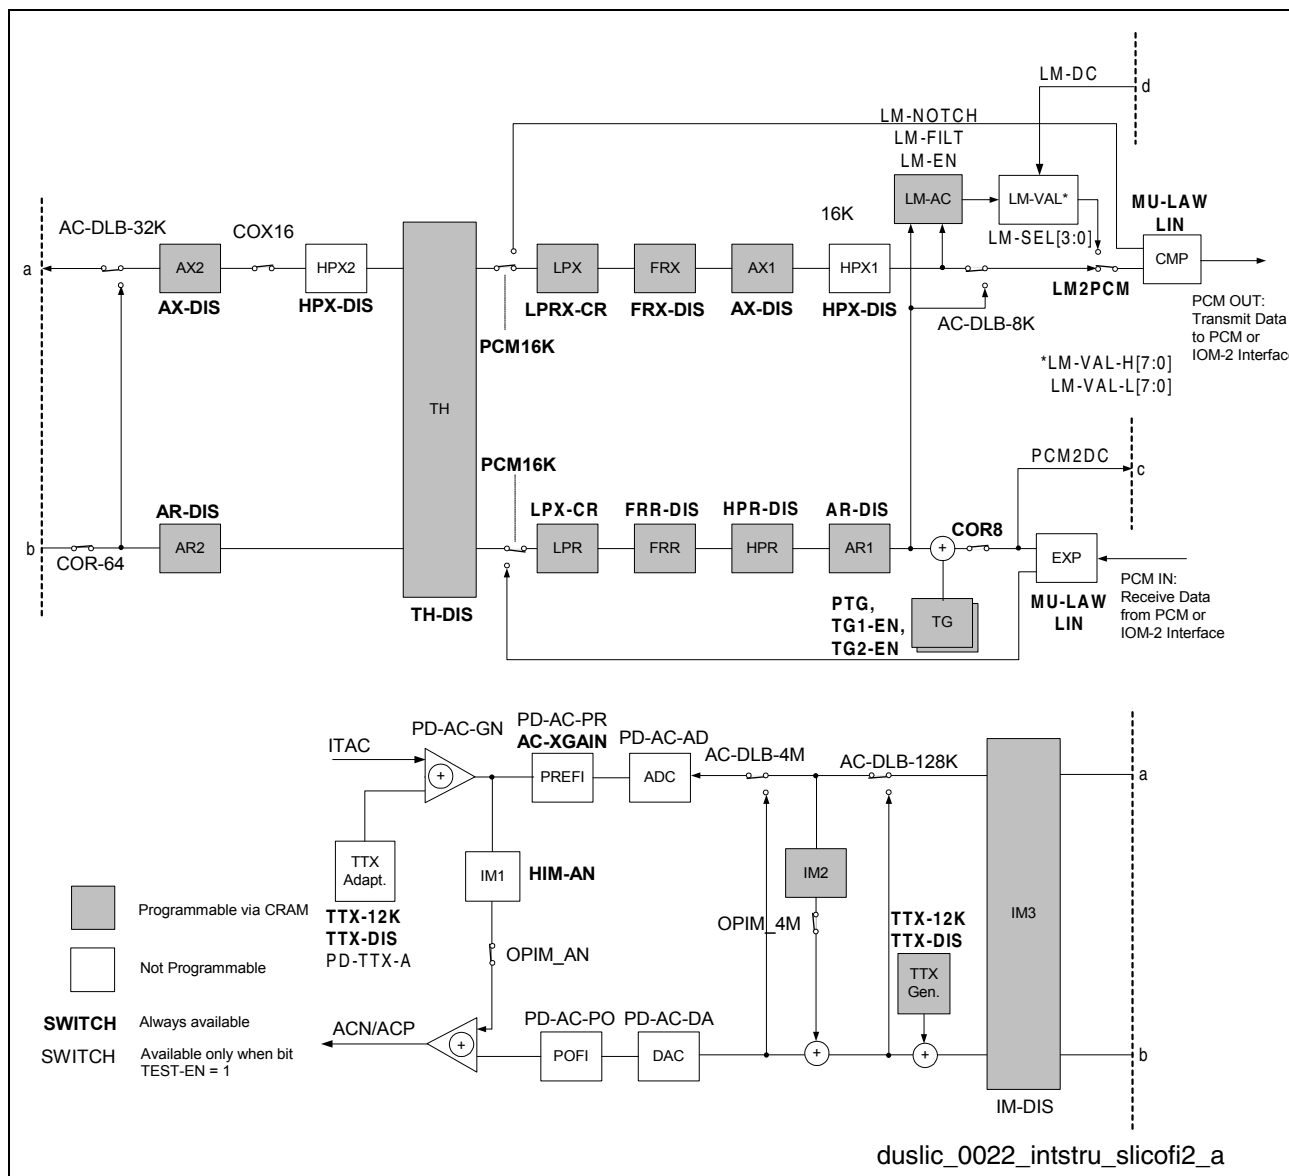 LM-DC
d
LM-NOTCH
LM-FILT
LM-EN
LM-AC
LM-VAL*
MU-LAW
LIN
16K
LM-SEL[3:0]
AC-DLB-32K
COX16
a
AX2
HPX2
LPX
FRX
AX1
HPX1
CMP
AX-DIS
HPX-DIS
LPRX-CR
FRX-DIS
AX-DIS
HPX-DIS
LM2PCM
AC-DLB-8K
PCM OUT:
Transmit Data
to PCM or
IOM-2 Interface
PCM16K
*LM-VAL-H[7:0]
LM-VAL-L[7:0]
TH
PCM16K
PCM2DC
c
AR-DIS
LPX-CR
FRR-DIS
HPR-DIS
AR-DIS
COR8
b
COR-64
AR2
LPR
FRR
HPR
AR1
+
EXP
PCM IN:
Receive Data
from PCM or
IOM-2 Interface
TH-DIS
PTG,
TG1-EN,
TG2-EN
TG
MU-LAW
LIN
PD-AC-GN
PD-AC-PR
AC-XGAIN
PD-AC-AD
AC-DLB-4M
AC-DLB-128K
ITAC
+
PREFI
ADC
a
TTX
Adapt.
IM1
HIM-AN
IM2
IM3
Programmable via CRAM
TTX-12K
TTX-DIS
PD-TTX-A
OPIM_4M
TTX-12K
TTX-DIS
OPIM_AN
TTX
Gen.
Not Programmable
SWITCH Always available
ACN/ACP
PD-AC-PO
PD-AC-DA
+
POFI
DAC
+
+
b
SWITCH Available only when bit
TEST-EN = 1
IM-DIS
duslic_0022_intstru_slicofi2_a